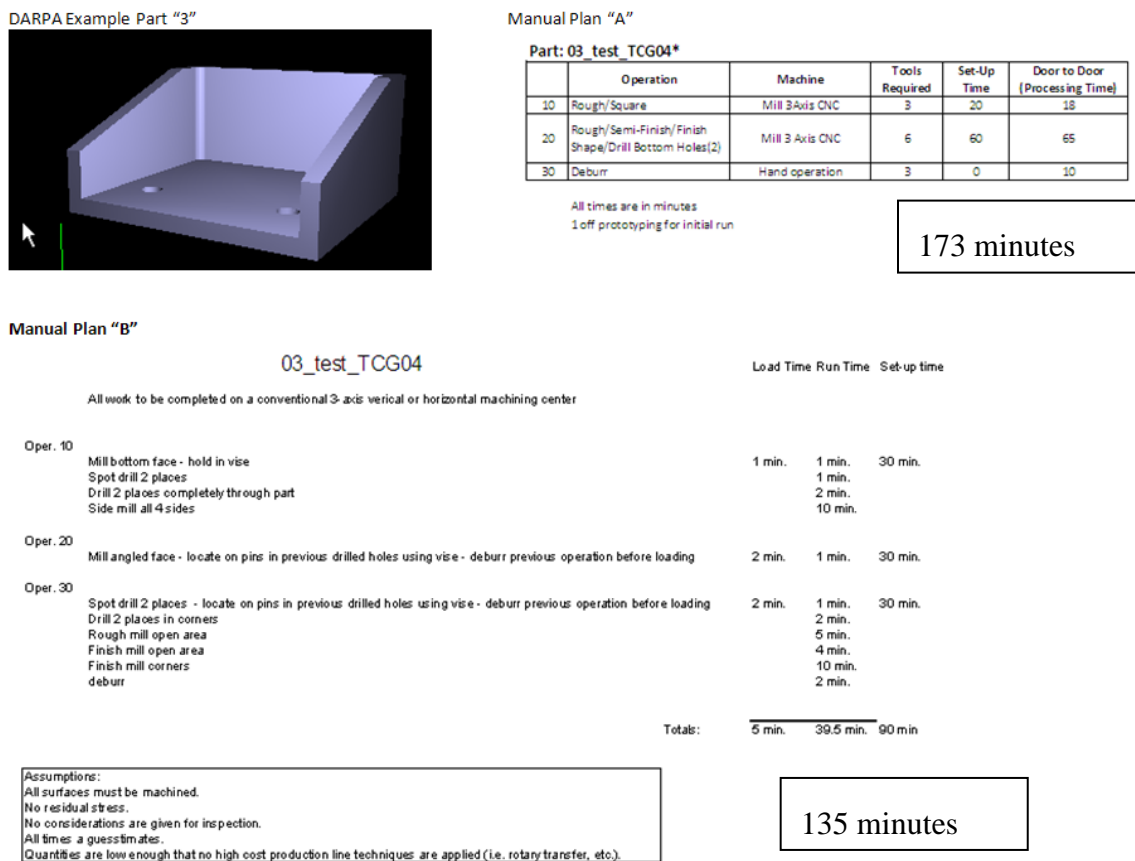 DARPA Example Part “3”
Manual Plan “A”
Part: 03_test_TCG04*
Operation Machine Tools Required Set-Up Time Door to Door (Processing Time)
10 Rough/Square Mill 3Axis CNC 3 20 18
20 Rough/Semi-Finish/Finish Shape/Drill Bottom Holes(2) Mill 3 Axis CNC 6 60 65
30 Deburr Hand operation 3 0 10
All times are in minutes
1 off prototyping for initial run
173 minutes
Manual Plan “B”
03_test_TCG04
Load Time Run Time Set-up time
All work to be completed on a conventional 3- axis verical or horizontal machining center
Oper. 10
Mill bottom face - hold in vise 1 min. 1 min. 30 min.
Spot drill 2 places 1 min.
Drill 2 places completely through part 2 min.
Side mill all 4 sides 10 min.
Oper. 20
Mill angled face - locate on pins in previous drilled holes using vise - deburr previous operation before loading 2 min. 1 min. 30 min.
Oper. 30
Spot drill 2 places - locate on pins in previous drilled holes using vise - deburr previous operation before loading 2 min. 1 min. 30 min.
Drill 2 places in corners 2 min.
Rough mill open area 5 min.
Finish mill open area 4 min.
Finish mill corners 10 min.
deburr 2 min.
Totals: 5 min. 39.5 min. 90 min
Assumptions:
All surfaces must be machined.
No residual stress.
No considerations are given for inspection.
All times a guesstimates.
Quantities are low enough that no high cost production line techniques are applied (i.e. rotary transfer, etc.).
135 minutes